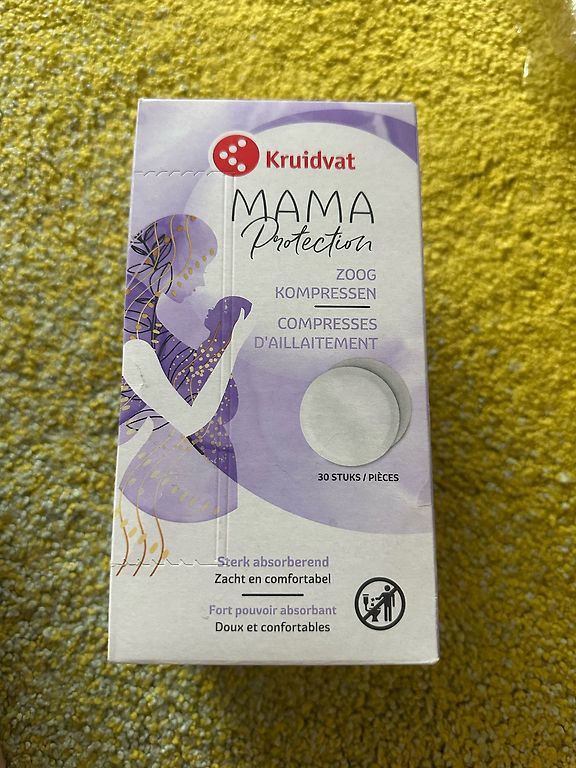 Kruidvat
MAMA
Protection
ZOOG
KOMPRESSEN
COMPRESSES
D'AILLAITEMENT
30 STUKS / PIÈCES
Sterk absorberend
Zacht en comfortabel
Fort pouvoir absorbant
Doux et confortables